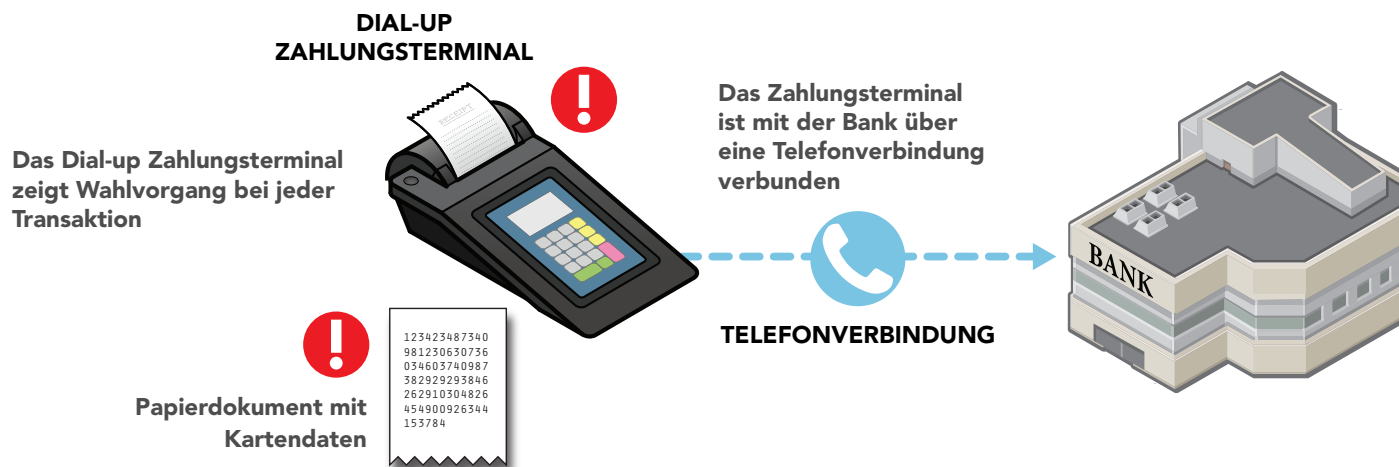 DIAL-UP
ZAHLUNGSTERMINAL
RECEIPT
Das Dial-up Zahlungsterminal
zeigt Wahlvorgang bei jeder
Transaktion
Das Zahlungsterminal
ist mit der Bank über
eine Telefonverbindung
verbunden
BANK
TELEFONVERBINDUNG
123423487340
981230630736
034603740987
382929293846
262910304826
454900926344
153784
Papierdokument mit
Kartendaten